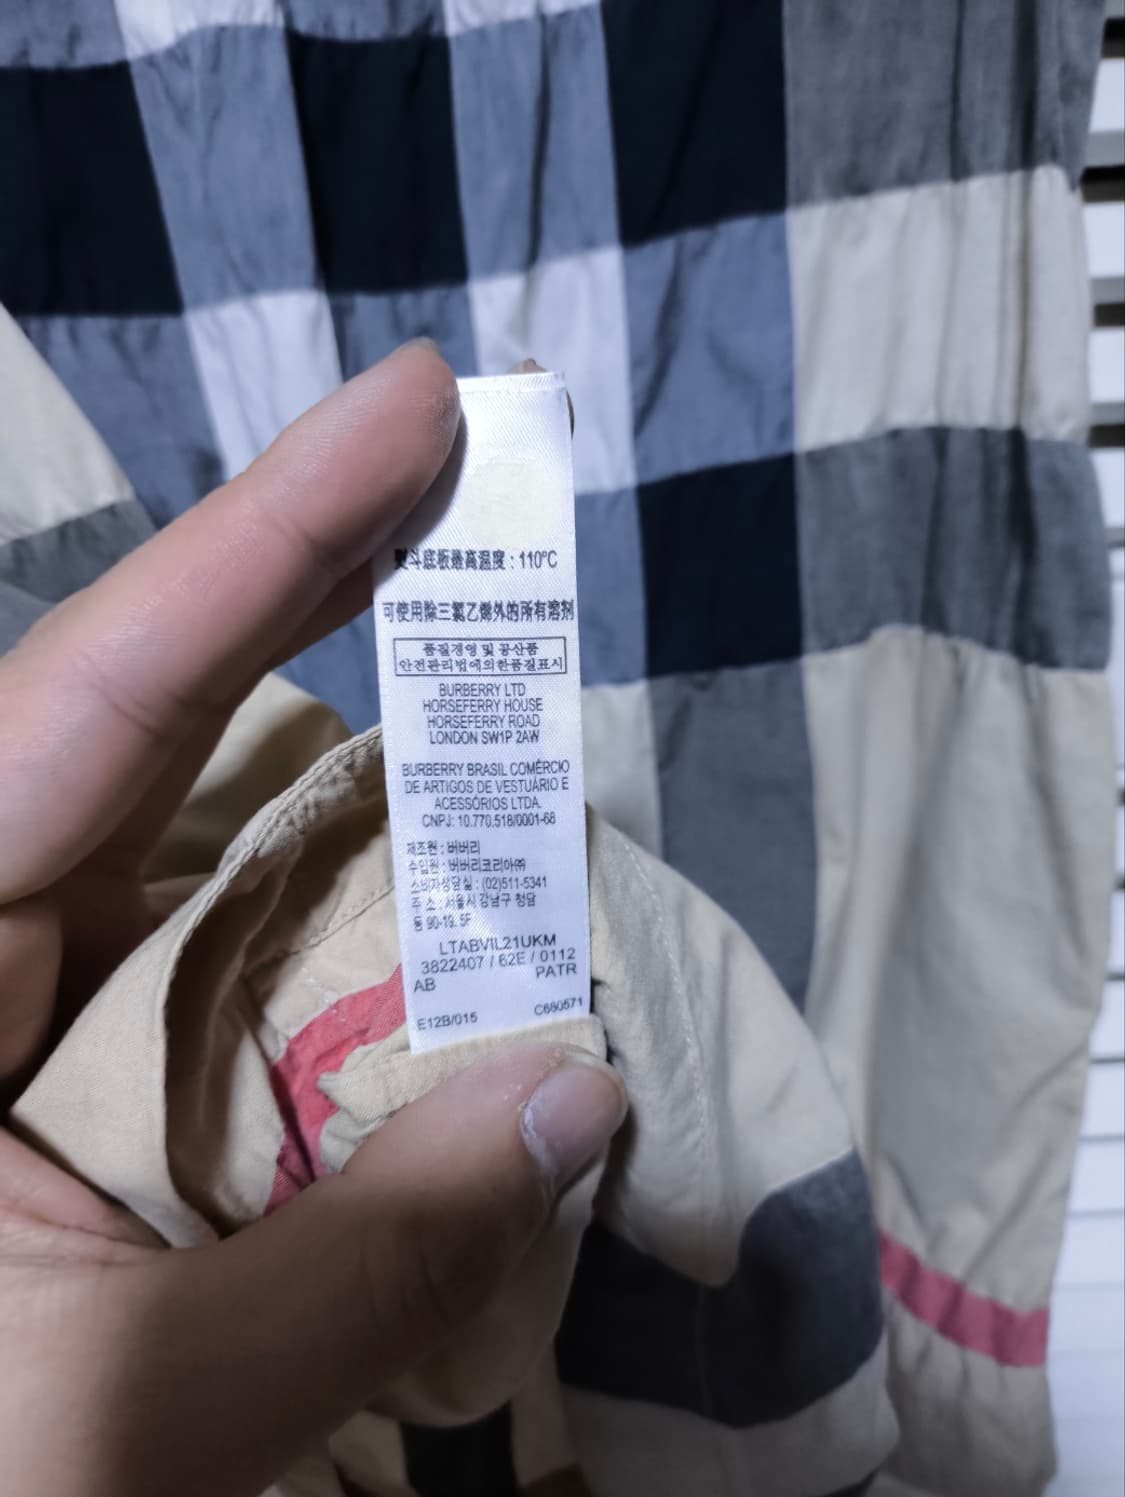 熨斗底板最高温度 : 110°C
可使用除三氯乙烯外的所有溶剂
품질경영 및 공산품
안전관리법에의한품질표시
BURBERRY LTD
HORSEFERRY HOUSE
HORSEFERRY ROAD
LONDON SW1P 2AW
BURBERRY BRASIL COMÉRCIO
DE ARTIGOS DE VESTUÁRIO E
ACESSÓRIOS LTDA.
CNPJ: 10.770.518/0001-68
제조원 : 버버리
수입원 : 버버리코리아㈜
소비자상담실 : (02)511-5341
주 소 : 서울시 강남구 청담
동 90-19. 5F
LTABVIL21UKM
3822407 / 62E / 0112
AB PATR
E12B/015 C680571